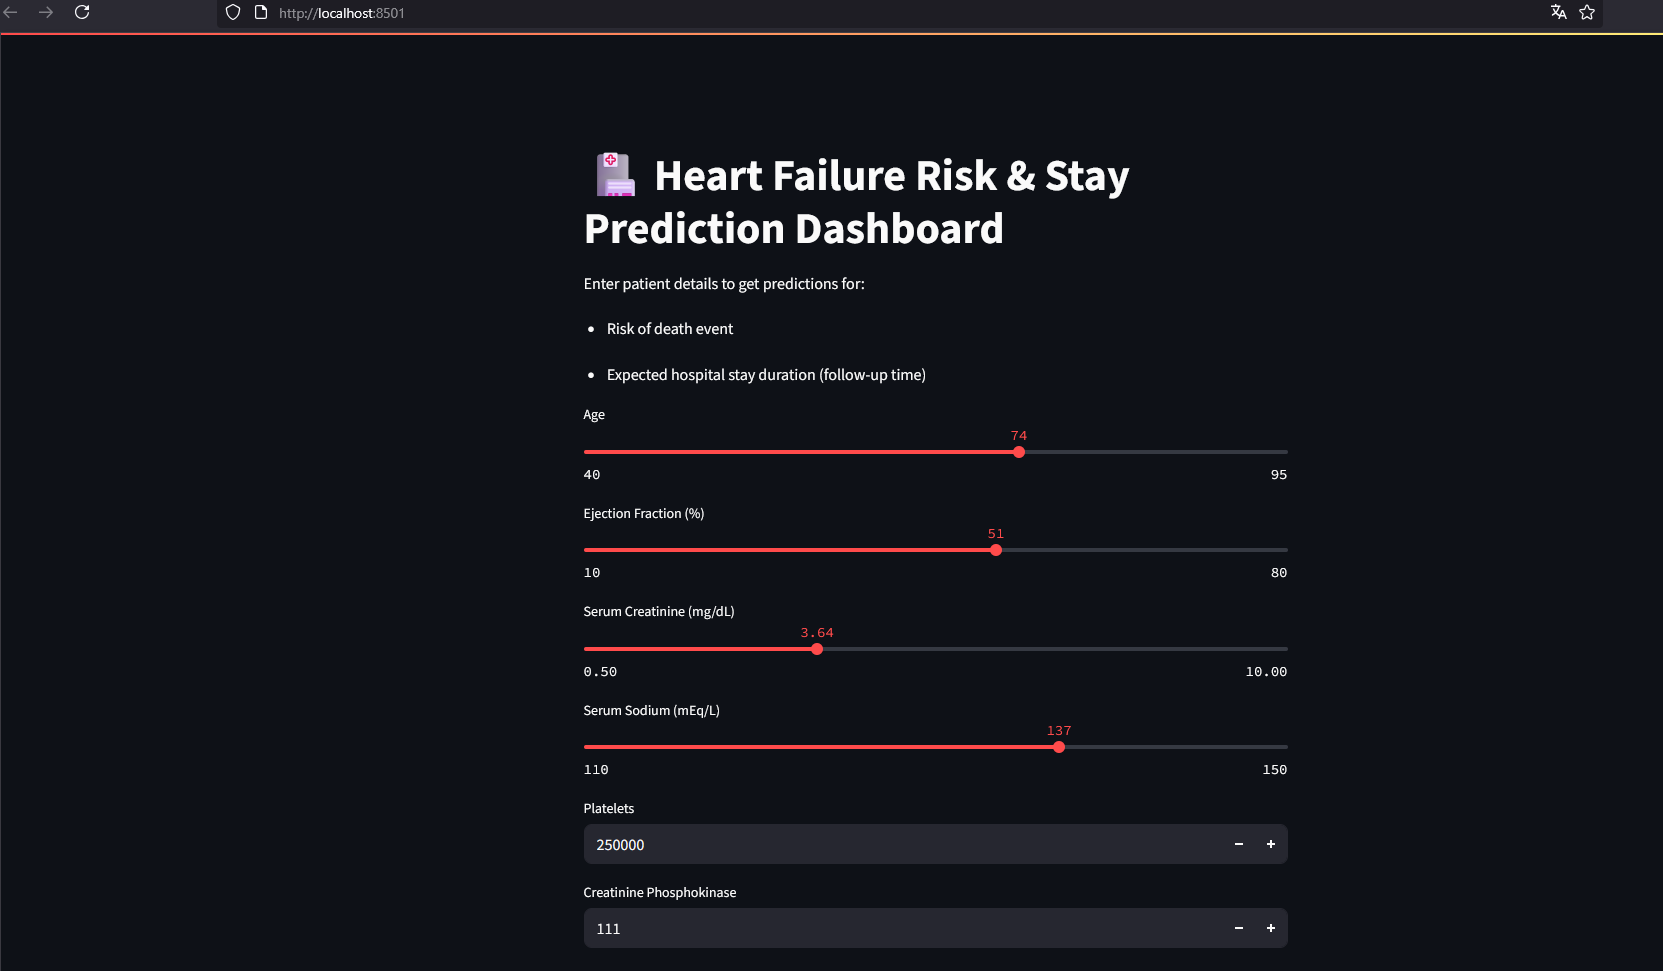 http://localhost:8501
Heart Failure Risk & Stay
Prediction Dashboard
Enter patient details to get predictions for:
• Risk of death event
• Expected hospital stay duration (follow-up time)
Age
74
40 95
Ejection Fraction (%)
51
10 80
Serum Creatinine (mg/dL)
3.64
0.50 10.00
Serum Sodium (mEq/L)
137
110 150
Platelets
250000 − +
Creatinine Phosphokinase
111 − +